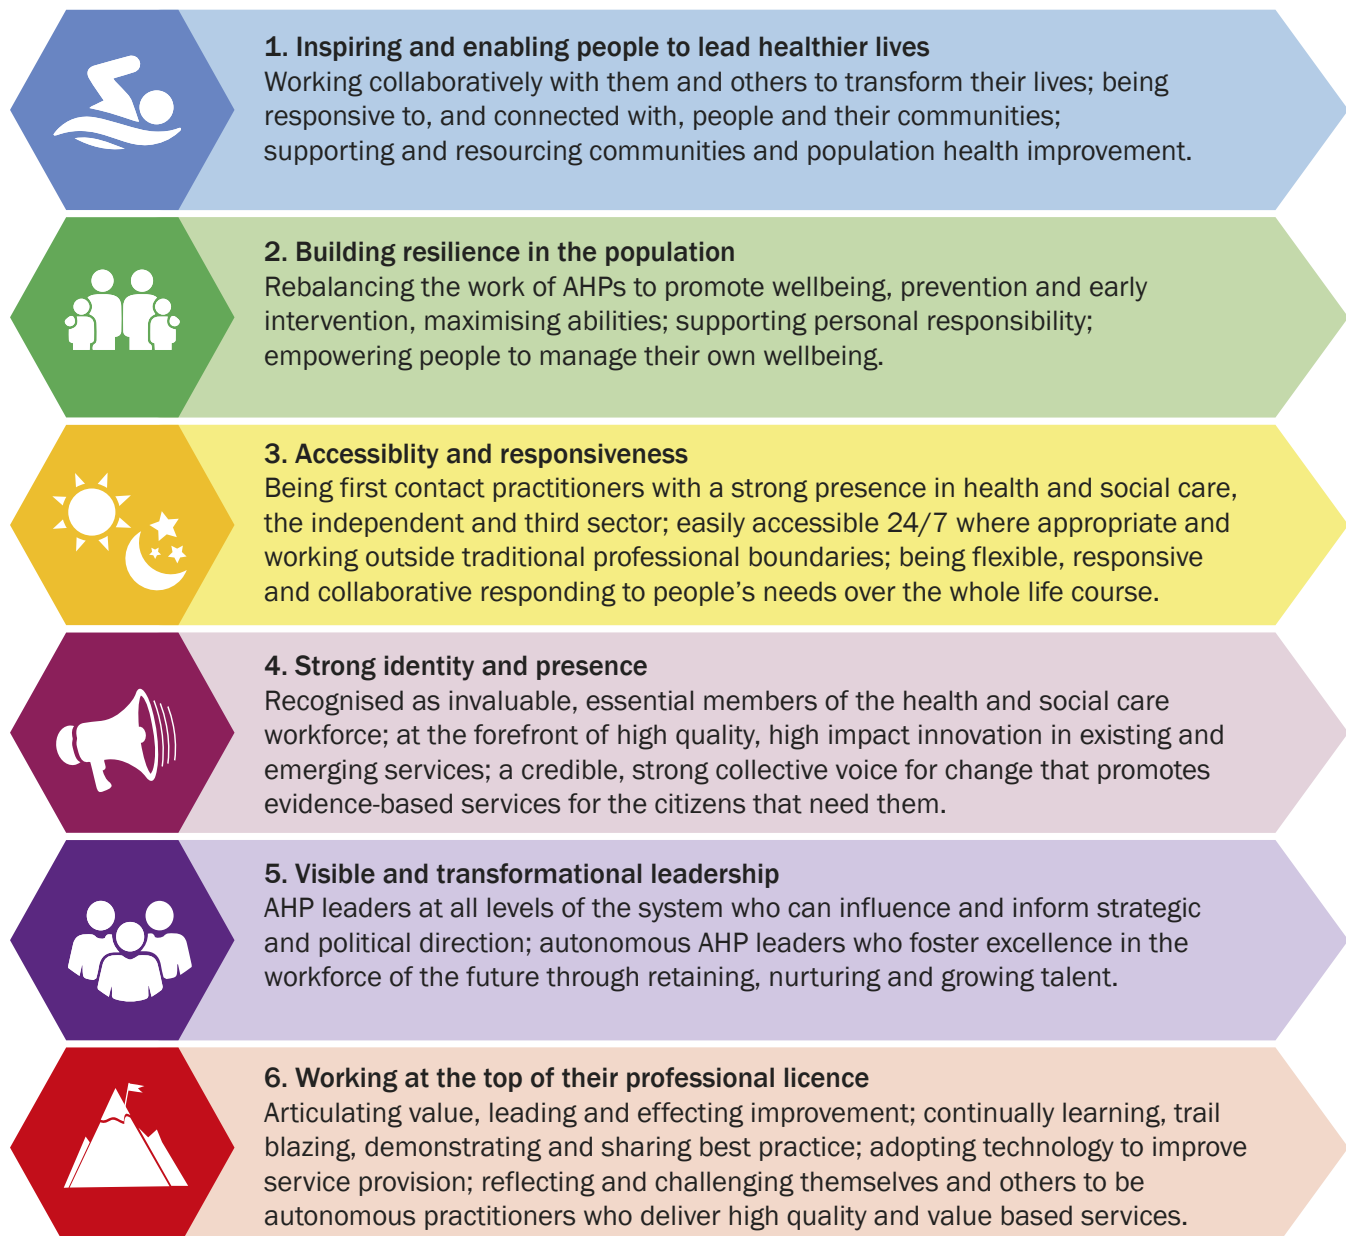 1. Inspiring and enabling people to lead healthier lives
Working collaboratively with them and others to transform their lives; being
responsive to, and connected with, people and their communities;
supporting and resourcing communities and population health improvement.
2. Building resilience in the population
Rebalancing the work of AHPs to promote wellbeing, prevention and early
intervention, maximising abilities; supporting personal responsibility;
empowering people to manage their own wellbeing.
3. Accessiblity and responsiveness
Being first contact practitioners with a strong presence in health and social care,
the independent and third sector; easily accessible 24/7 where appropriate and
working outside traditional professional boundaries; being flexible, responsive
and collaborative responding to people’s needs over the whole life course.
4. Strong identity and presence
Recognised as invaluable, essential members of the health and social care
workforce; at the forefront of high quality, high impact innovation in existing and
emerging services; a credible, strong collective voice for change that promotes
evidence-based services for the citizens that need them.
5. Visible and transformational leadership
AHP leaders at all levels of the system who can influence and inform strategic
and political direction; autonomous AHP leaders who foster excellence in the
workforce of the future through retaining, nurturing and growing talent.
6. Working at the top of their professional licence
Articulating value, leading and effecting improvement; continually learning, trail
blazing, demonstrating and sharing best practice; adopting technology to improve
service provision; reflecting and challenging themselves and others to be
autonomous practitioners who deliver high quality and value based services.